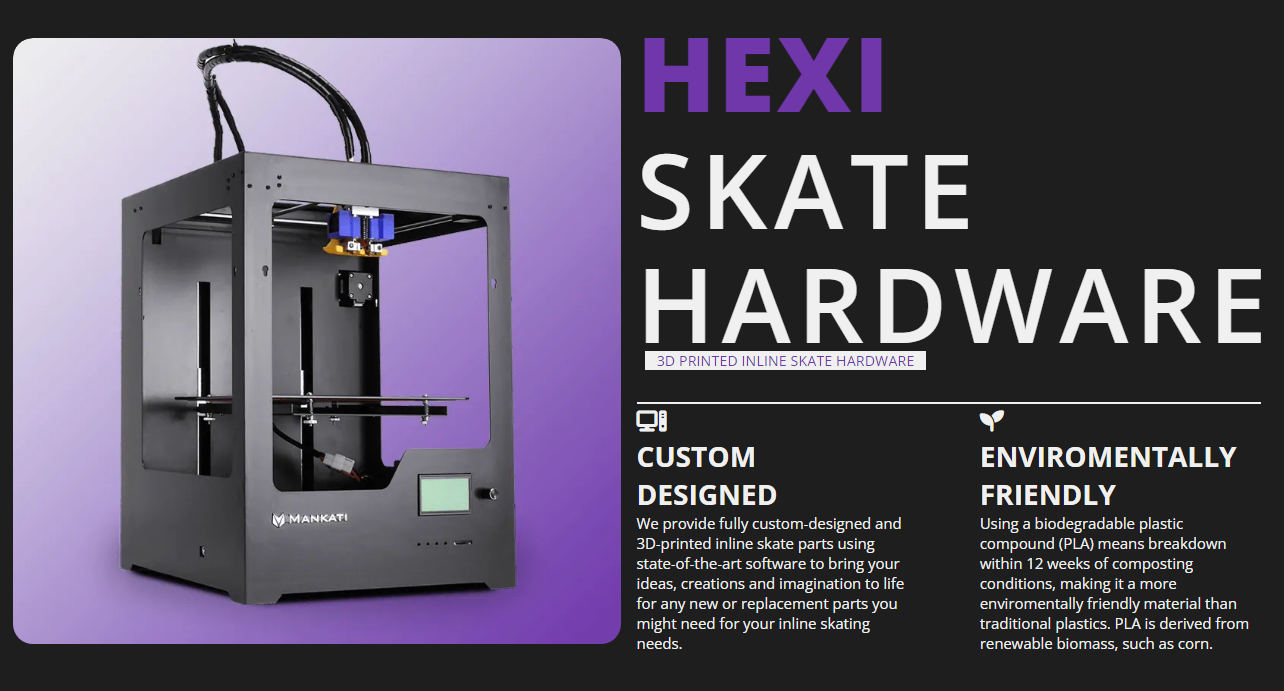 HEXI
SKATE
HARDWARE
3D PRINTED INLINE SKATE HARDWARE
CUSTOM
DESIGNED
We provide fully custom-designed and
3D-printed inline skate parts using
state-of-the-art software to bring your
ideas, creations and imagination to life
for any new or replacement parts you
might need for your inline skating
needs.
ENVIROMENTALLY
FRIENDLY
Using a biodegradable plastic
compound (PLA) means breakdown
within 12 weeks of composting
conditions, making it a more
enviromentally friendly material than
traditional plastics. PLA is derived from
renewable biomass, such as corn.
MANKATI